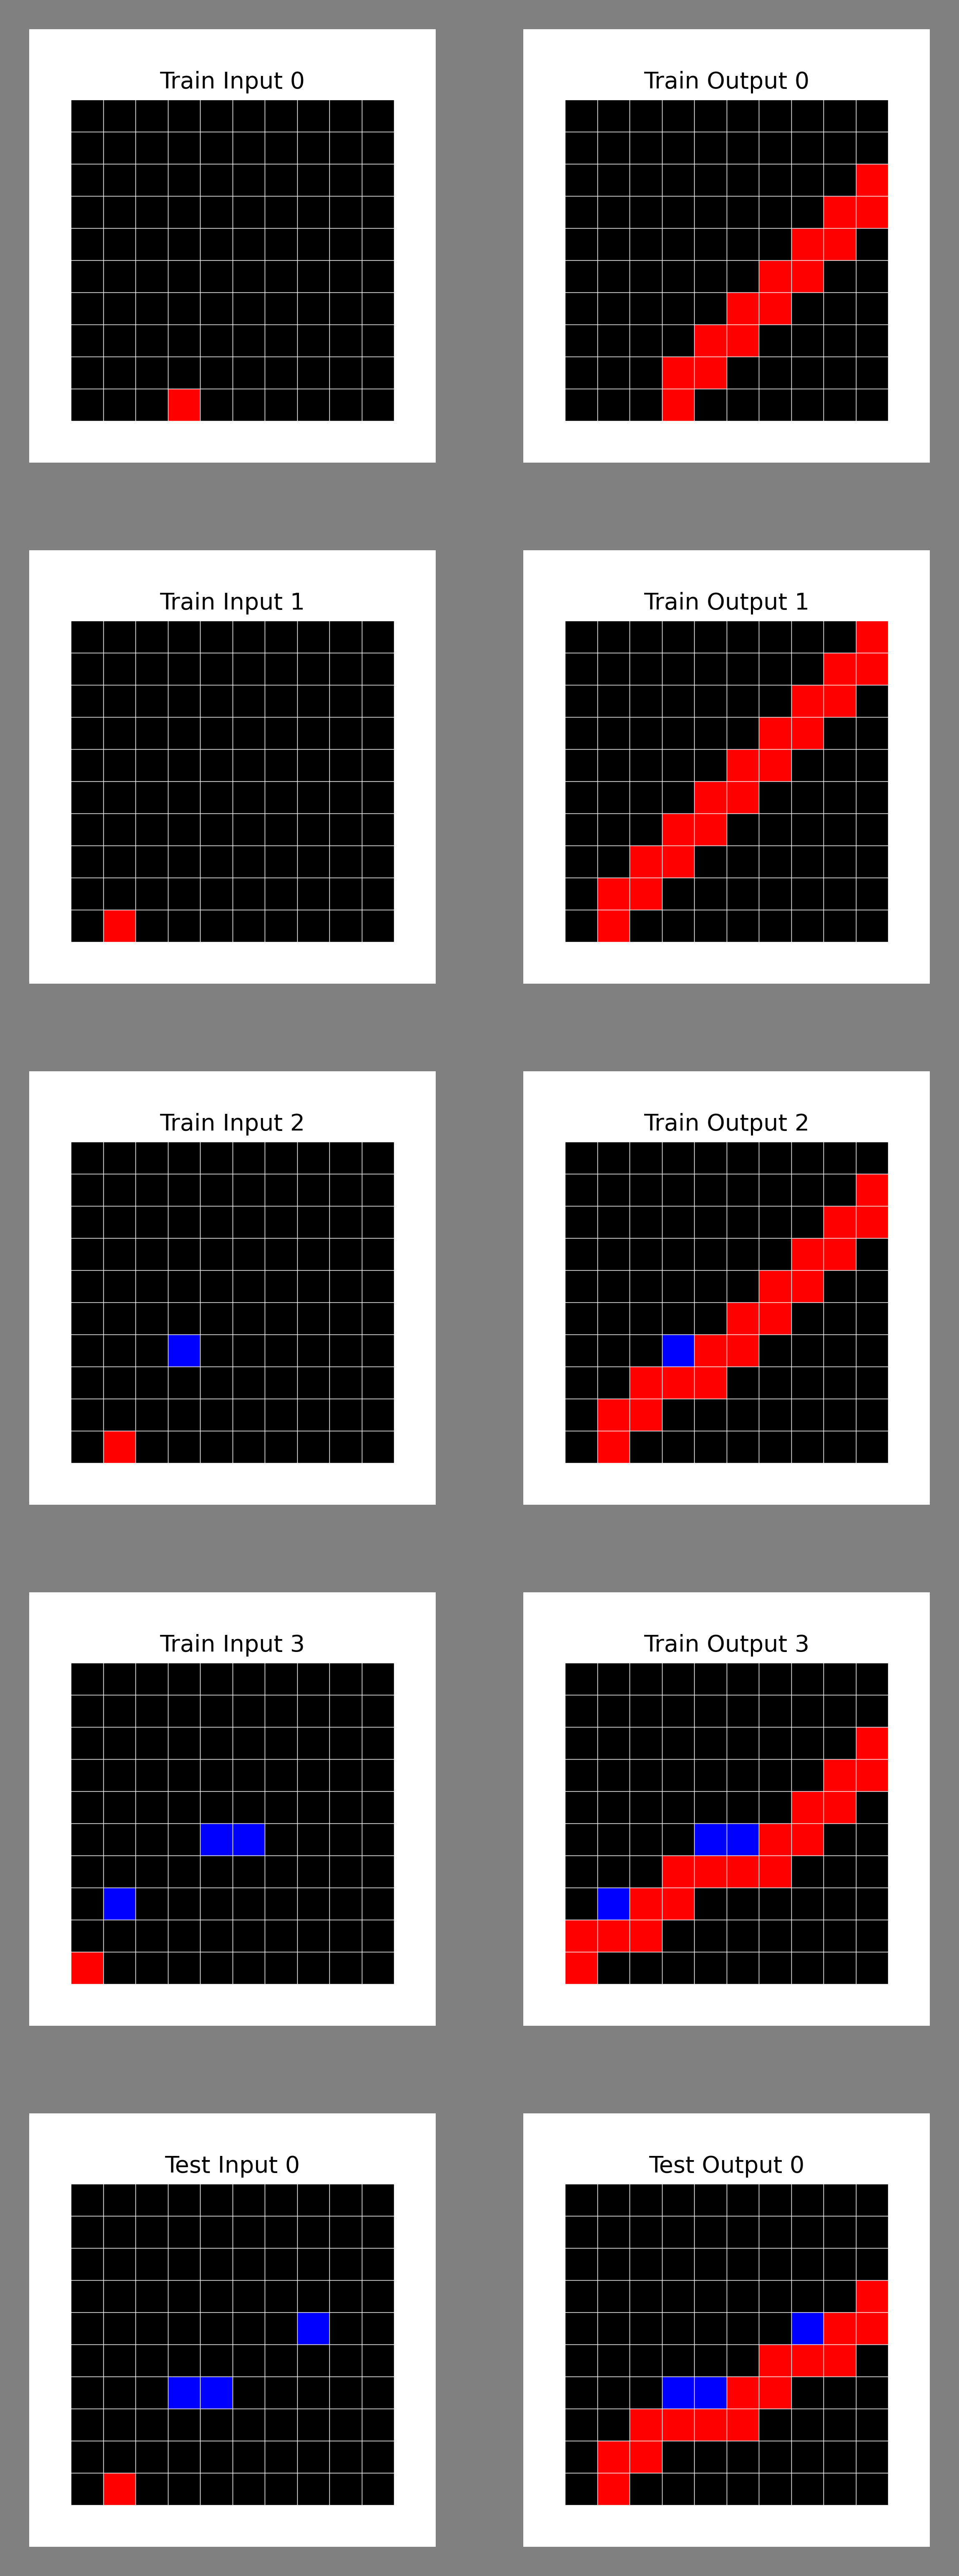 Train Input 0
Train Output 0
Train Input 1
Train Output 1
Train Input 2
Train Output 2
Train Input 3
Train Output 3
Test Input 0
Test Output 0